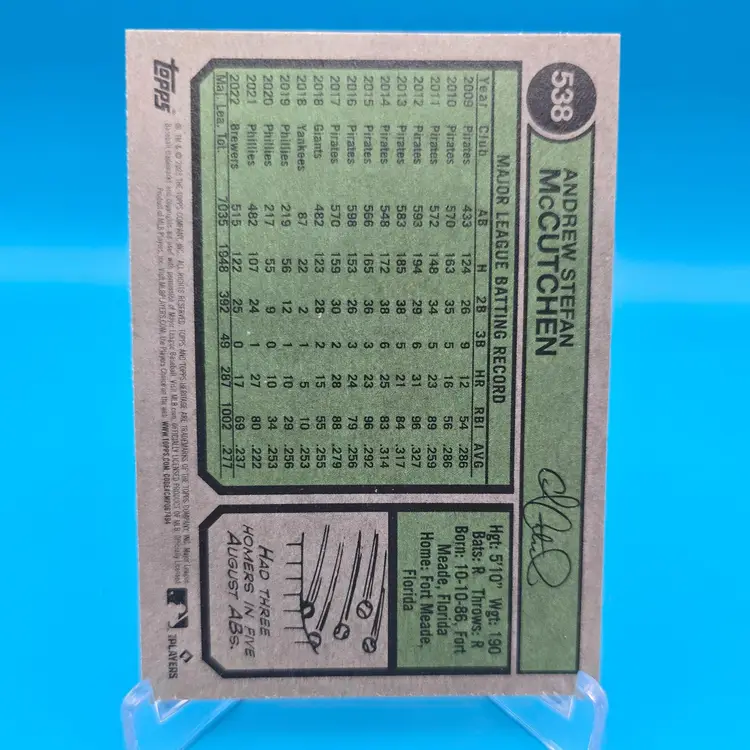 538
ANDREW STEFAN
McCUTCHEN
MAJOR LEAGUE BATTING RECORD
Year Club AB H 2B 3B HR RBI AVG
2009 Pirates 433 124 26 9 12 54 .286
2010 Pirates 570 163 35 5 16 56 .286
2011 Pirates 572 148 34 5 23 89 .259
2012 Pirates 593 194 29 6 31 96 .327
2013 Pirates 583 185 38 5 21 84 .317
2014 Pirates 548 172 38 6 25 83 .314
2015 Pirates 566 165 36 3 23 96 .292
2016 Pirates 598 153 26 3 24 79 .256
2017 Pirates 570 159 30 2 28 88 .279
2018 Giants 482 123 28 2 15 55 .255
2018 Yankees 87 22 2 1 5 10 .253
2019 Phillies 219 56 12 1 10 29 .256
2020 Phillies 217 55 9 0 10 34 .253
2021 Phillies 482 107 24 1 27 80 .222
2022 Brewers 515 122 25 0 17 69 .237
Maj. Lea. Tot. 7035 1948 392 49 287 1002 .277
Hgt: 5'10" Wgt: 190
Bats: R Throws: R
Born: 10-10-86, Fort
Meade, Florida
Home: Fort Meade,
Florida
HAD THREE
HOMERS IN FIVE
AUGUST ABS.
topps
PLAYERS